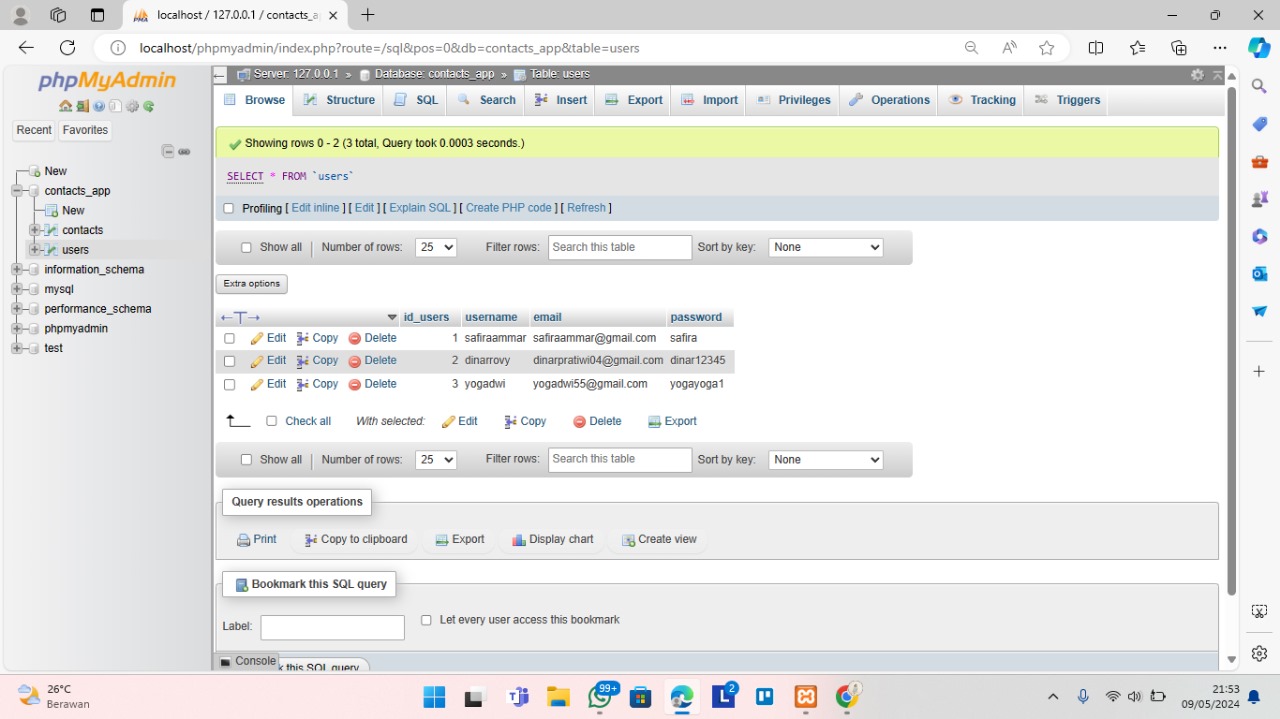 localhost / 127.0.0.1 / contacts_a
localhost/phpmyadmin/index.php?route=/sql&pos=0&db=contacts_app&table=users
phpMyAdmin
Recent Favorites
New
contacts_app
New
contacts
users
information_schema
mysql
performance_schema
phpmyadmin
test
Server: 127.0.0.1 » Database: contacts_app » Table: users
Browse Structure SQL Search Insert Export Import Privileges Operations Tracking Triggers
Showing rows 0 - 2 (3 total, Query took 0.0003 seconds.)
SELECT * FROM `users`
Profiling [ Edit inline ] [ Edit ] [ Explain SQL ] [ Create PHP code ] [ Refresh ]
Show all Number of rows: 25 Filter rows: Search this table Sort by key: None
Extra options
id_users username email password
Edit Copy Delete 1 safiraammar safiraammar@gmail.com safira
Edit Copy Delete 2 dinarrovy dinarpratiwi04@gmail.com dinar12345
Edit Copy Delete 3 yogadwi yogadwi55@gmail.com yogayoga1
Check all With selected: Edit Copy Delete Export
Show all Number of rows: 25 Filter rows: Search this table Sort by key: None
Query results operations
Print Copy to clipboard Export Display chart Create view
Bookmark this SQL query
Label: Let every user access this bookmark
Console k this SQL query
26°C
Berawan
99+
2
21:53
09/05/2024